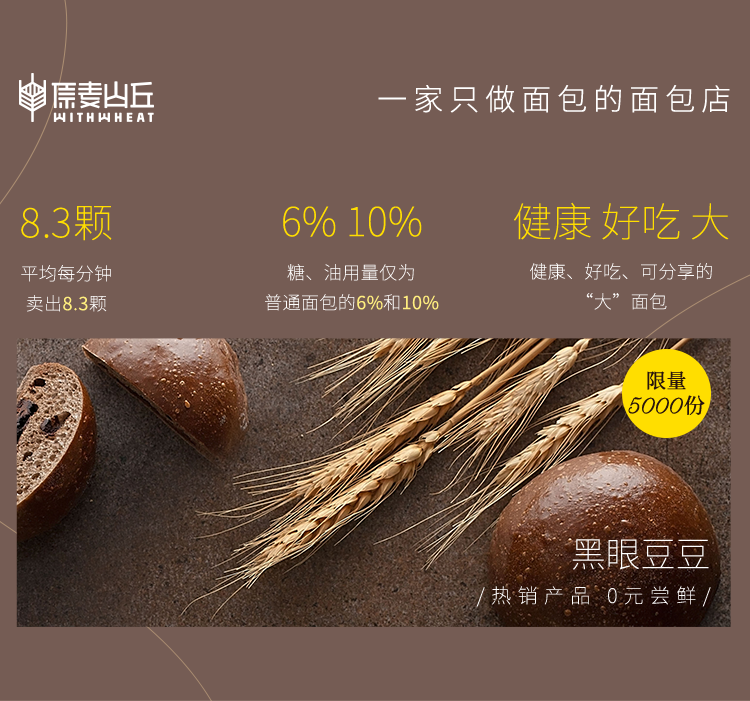 原麦山丘
WITHWHEAT
一家只做面包的面包店
8.3颗
平均每分钟
卖出8.3颗
6% 10%
糖、油用量仅为
普通面包的6%和10%
健康 好吃 大
健康、好吃、可分享的
“大”面包
限量
5000份
黑眼豆豆
/热销产品 0元尝鲜/